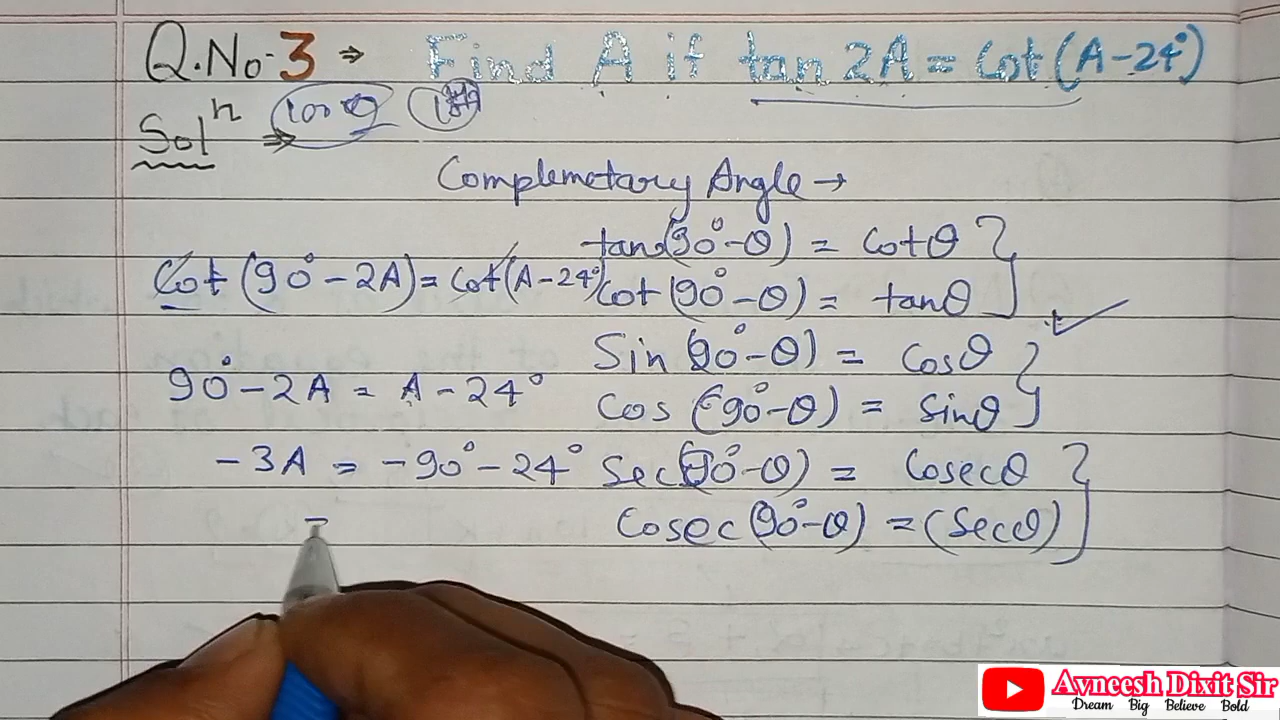 Q.No-3 ⇒ Find A if tan 2A = Cot(A-24°)
Solⁿ ⇒ 100
Complemetary Angle →
tan(90°-θ) = Cotθ
Cot(90°-2A) = Cot(A-24°)
Cot(90°-θ) = tanθ
Sin(90°-θ) = Cosθ
90°-2A = A-24°
Cos(90°-θ) = Sinθ
-3A = -90°-24°
Sec(90°-θ) = Cosecθ
Cosec(90°-θ) = (Secθ)
Avneesh Dixit Sir
Dream Big Believe Bold